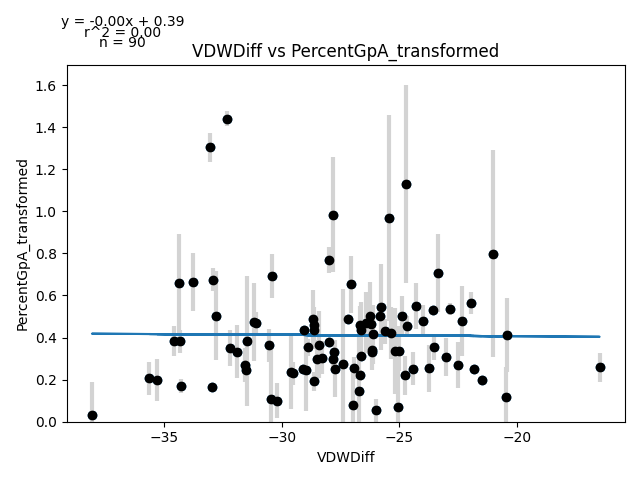 y = -0.00x + 0.39
r^2 = 0.00
n = 90
VDWDiff vs PercentGpA_transformed
PercentGpA_transformed
1.6
1.4
1.2
1.0
0.8
0.6
0.4
0.2
0.0
−35
−30
−25
−20
VDWDiff